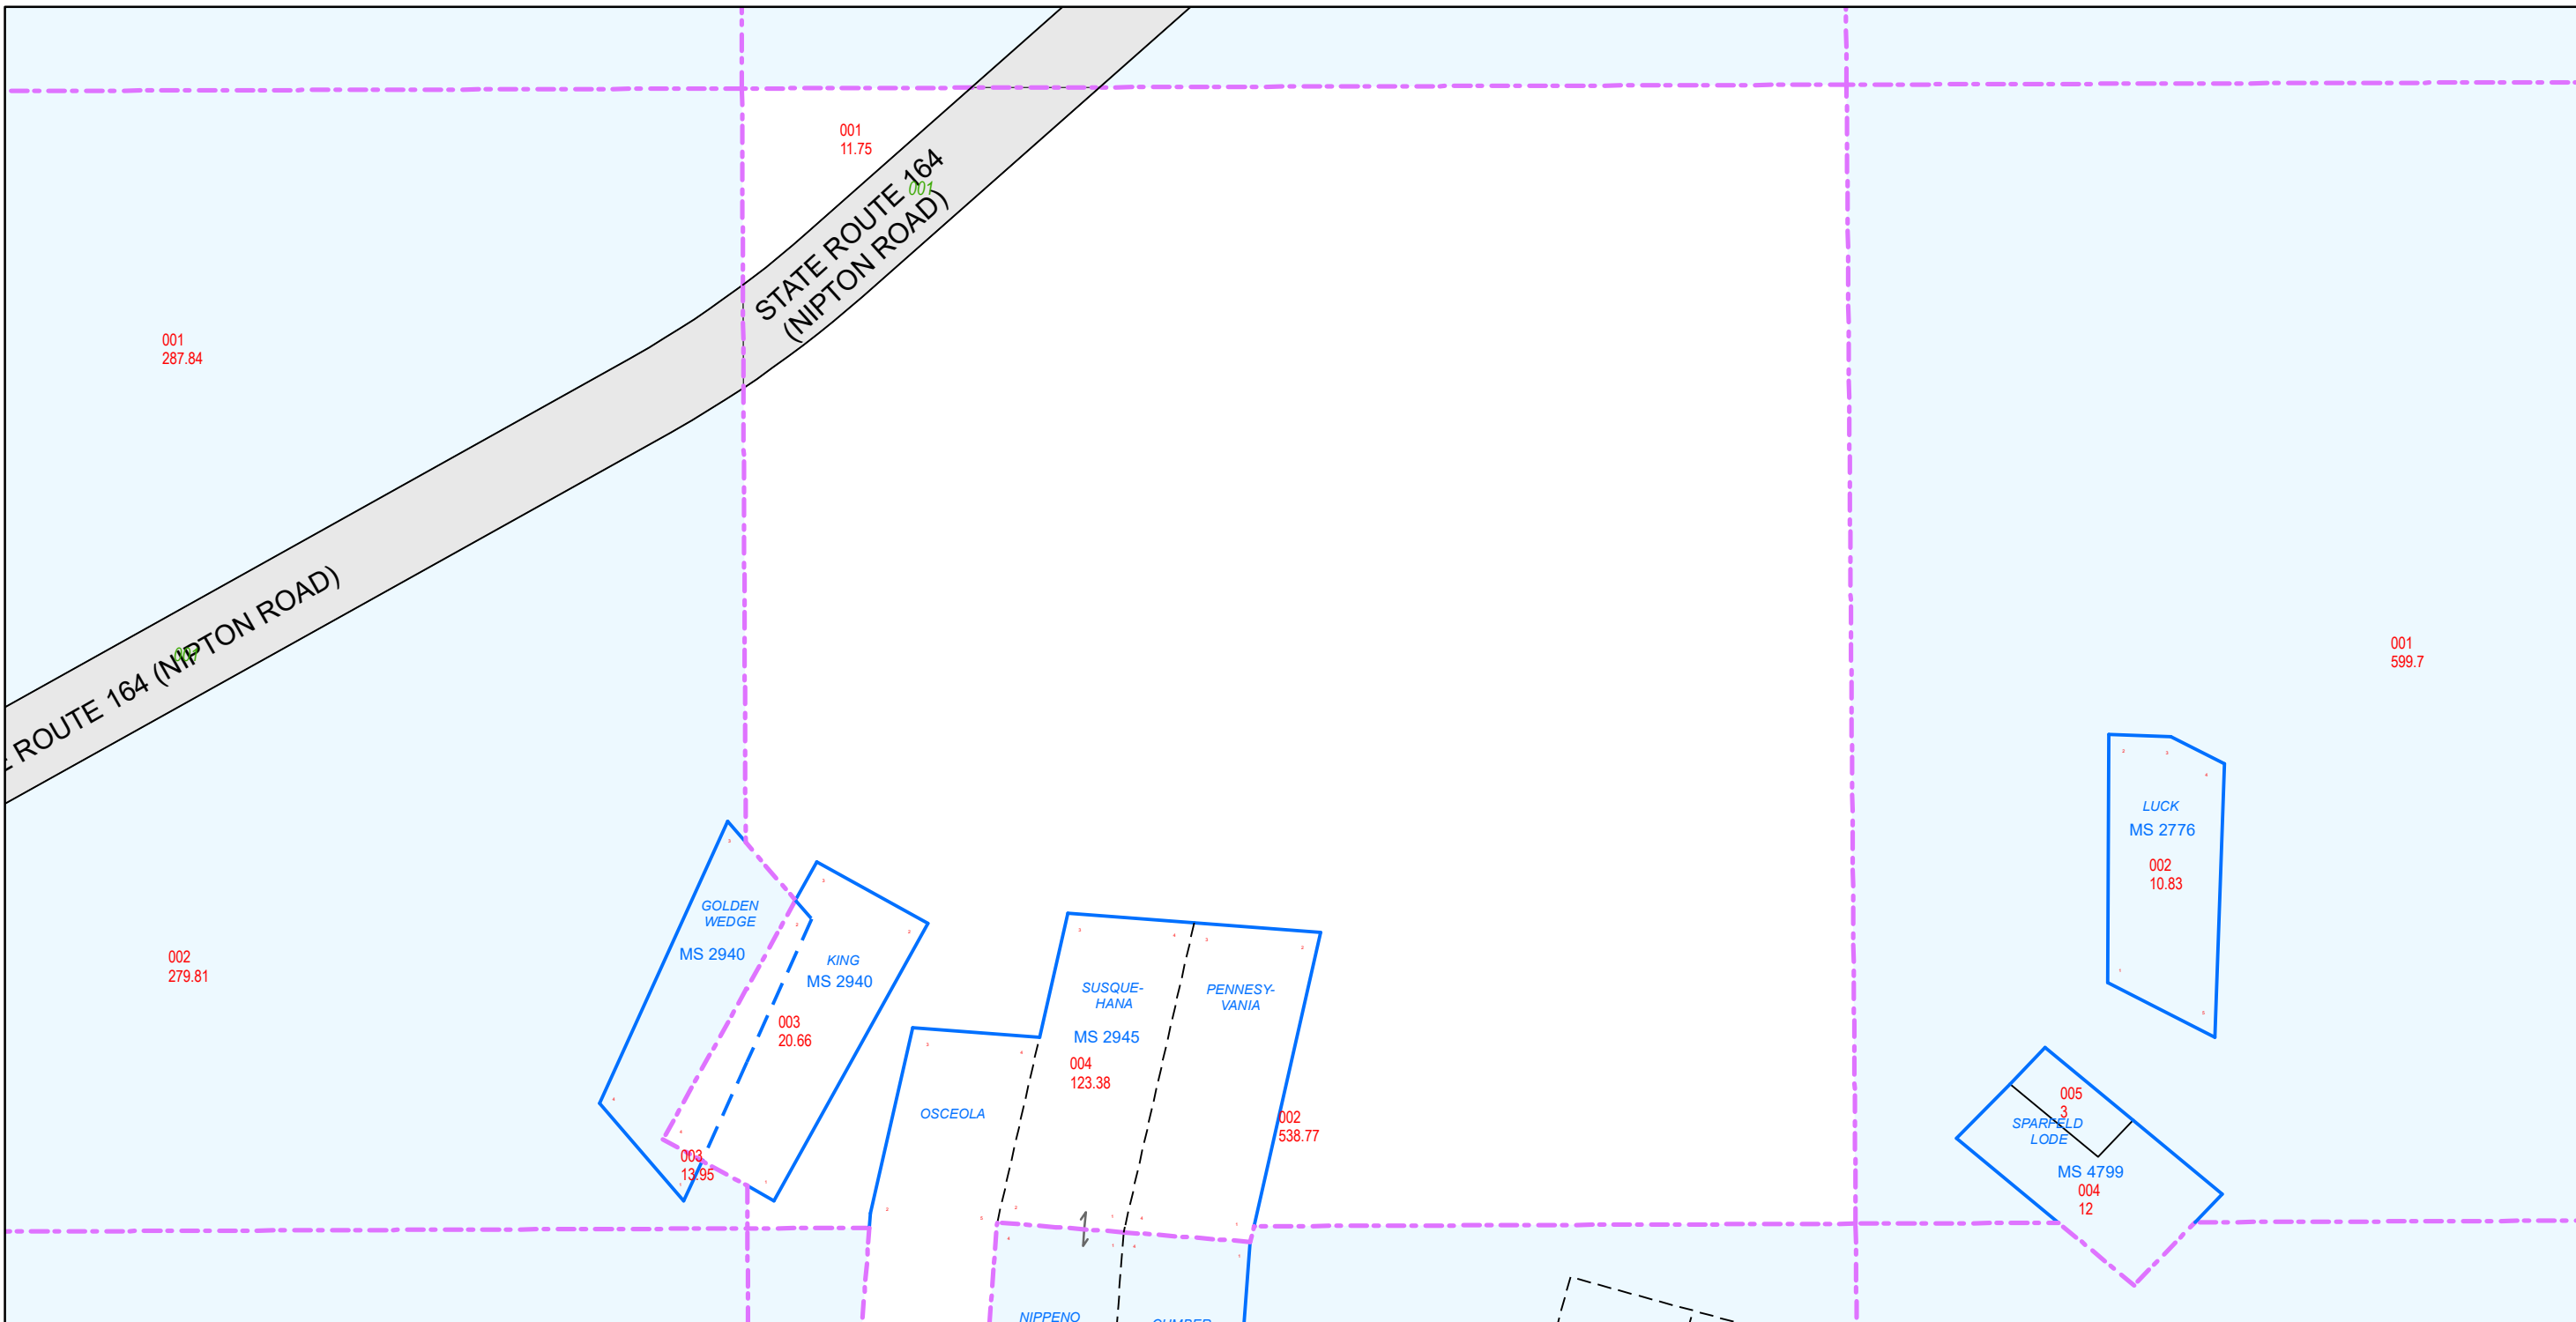 001
11.75
STATE ROUTE 164
(NIPTON ROAD)
001
001
287.84
E ROUTE 164 (NIPTON ROAD)
001
001
599.7
LUCK
MS 2776
002
10.83
GOLDEN
WEDGE
MS 2940
KING
MS 2940
002
279.81
003
20.66
SUSQUE-
HANA
PENNESY-
VANIA
MS 2945
004
123.38
OSCEOLA
002
538.77
005
3
SPARFELD
LODE
MS 4799
004
12
003
13.95
NIPPENO